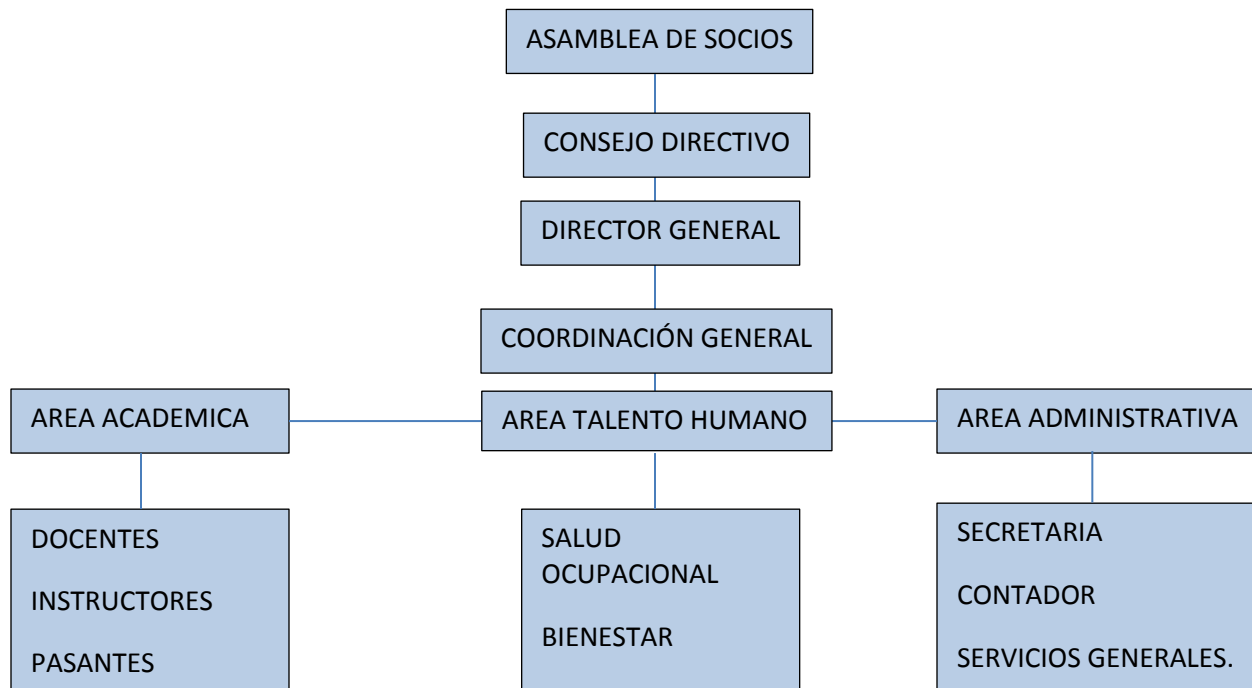 ASAMBLEA DE SOCIOS
CONSEJO DIRECTIVO
DIRECTOR GENERAL
COORDINACIÓN GENERAL
AREA ACADEMICA
AREA TALENTO HUMANO
AREA ADMINISTRATIVA
DOCENTES
INSTRUCTORES
PASANTES
SALUD
OCUPACIONAL
BIENESTAR
SECRETARIA
CONTADOR
SERVICIOS GENERALES.